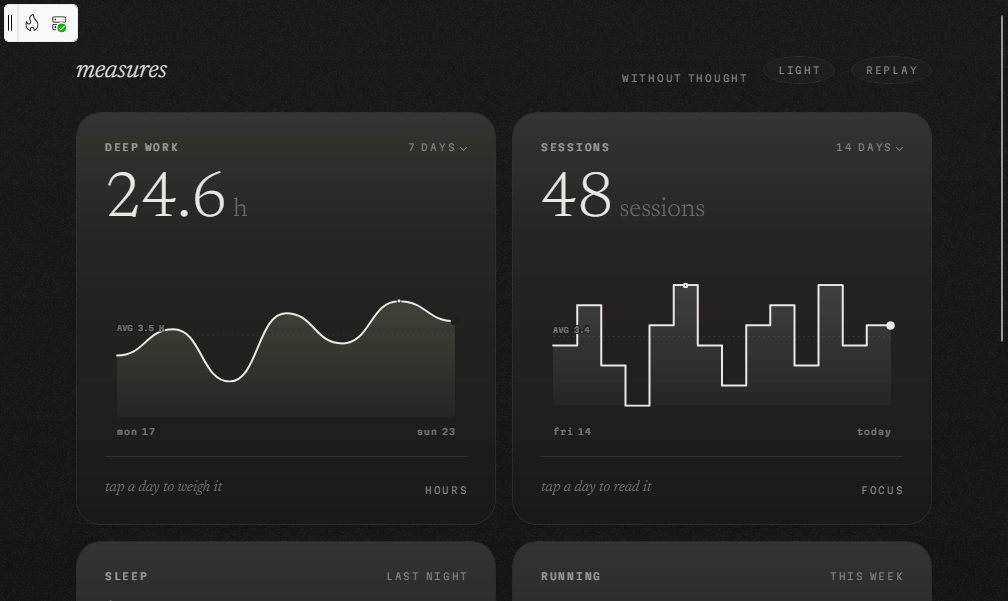 measures
WITHOUT THOUGHT
LIGHT
REPLAY
DEEP WORK
7 DAYS
24.6 h
AVG 3.5 H
mon 17
sun 23
tap a day to weigh it
HOURS
SESSIONS
14 DAYS
48 sessions
AVG 3.4
fri 14
today
tap a day to read it
FOCUS
SLEEP
LAST NIGHT
RUNNING
THIS WEEK